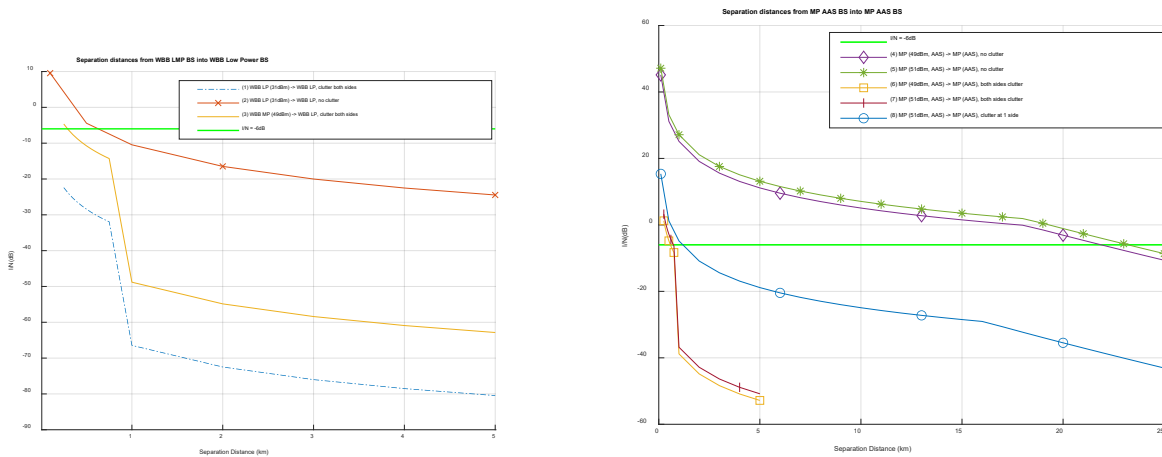 Separation distances from WBB LMP BS into WBB Low Power BS
(1) WBB LP (31dBm) -> WBB LP, clutter both sides
(2) WBB LP (31dBm) -> WBB LP, no clutter
(3) WBB MP (49dBm) -> WBB LP, clutter both sides
I/N = -6dB
10
0
-10
-20
-30
-40
-50
-60
-70
-80
-90
I/N(dB)
1
2
3
4
5
Separation Distance (km)
Separation distances from MP AAS BS into MP AAS BS
I/N = -6dB
(4) MP (49dBm, AAS) -> MP (AAS), no clutter
(5) MP (51dBm, AAS) -> MP (AAS), no clutter
(6) MP (49dBm, AAS) -> MP (AAS), both sides clutter
(7) MP (51dBm, AAS) -> MP (AAS), both sides clutter
(8) MP (51dBm, AAS) -> MP (AAS), clutter at 1 side
60
40
20
0
-20
-40
-60
I/N(dB)
0
5
10
15
20
25
Separation Distance (km)